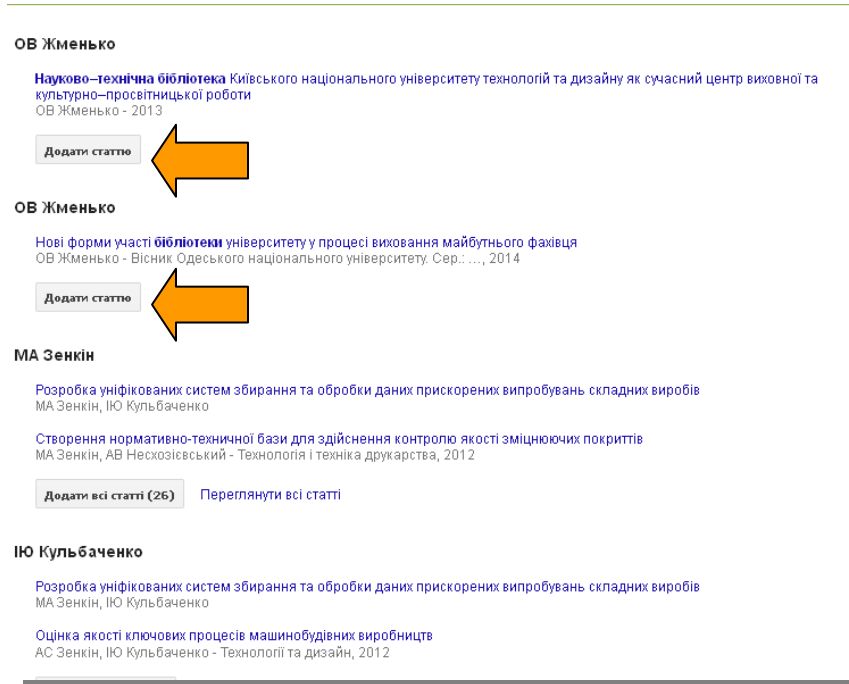 ОВ Жменько
Науково–технічна бібліотека Київського національного університету технологій та дизайну як сучасний центр виховної та
культурно–просвітницької роботи
ОВ Жменько - 2013
Додати статтю
ОВ Жменько
Нові форми участі бібліотеки університету у процесі виховання майбутнього фахівця
ОВ Жменько - Вісник Одеського національного університету. Сер.: …, 2014
Додати статтю
МА Зенкін
Розробка уніфікованих систем збирання та обробки даних прискорених випробувань складних виробів
МА Зенкін, ІЮ Кульбаченко
Створення нормативно-техничної бази для здійснення контролю якості зміцнюючих покриттів
МА Зенкін, АВ Несхозієвський - Технологія і техніка друкарства, 2012
Додати всі статті (26) Переглянути всі статті
ІЮ Кульбаченко
Розробка уніфікованих систем збирання та обробки даних прискорених випробувань складних виробів
МА Зенкін, ІЮ Кульбаченко
Оцінка якості ключових процесів машинобудівних виробництв
АС Зенкін, ІЮ Кульбаченко - Технології та дизайн, 2012